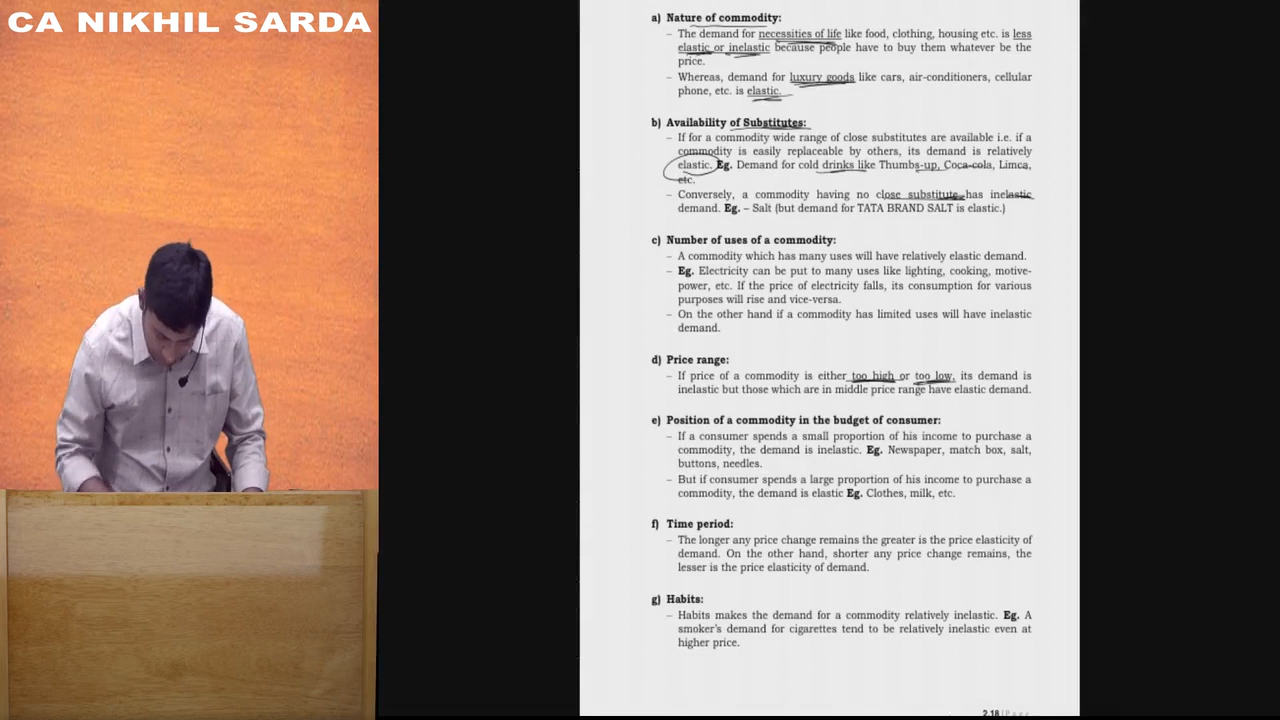 CA NIKHIL SARDA
a) Nature of commodity:
– The demand for necessities of life like food, clothing, housing etc. is less
elastic or inelastic because people have to buy them whatever be the
price.
– Whereas, demand for luxury goods like cars, air-conditioners, cellular
phone, etc. is elastic.
b) Availability of Substitutes:
– If for a commodity wide range of close substitutes are available i.e. if a
commodity is easily replaceable by others, its demand is relatively
elastic. Eg. Demand for cold drinks like Thumbs-up, Coca-cola, Limca,
etc.
– Conversely, a commodity having no close substitute has inelastic
demand. Eg. – Salt (but demand for TATA BRAND SALT is elastic.)
c) Number of uses of a commodity:
– A commodity which has many uses will have relatively elastic demand.
– Eg. Electricity can be put to many uses like lighting, cooking, motive-
power, etc. If the price of electricity falls, its consumption for various
purposes will rise and vice-versa.
– On the other hand if a commodity has limited uses will have inelastic
demand.
d) Price range:
– If price of a commodity is either too high or too low, its demand is
inelastic but those which are in middle price range have elastic demand.
e) Position of a commodity in the budget of consumer:
– If a consumer spends a small proportion of his income to purchase a
commodity, the demand is inelastic. Eg. Newspaper, match box, salt,
buttons, needles.
– But if consumer spends a large proportion of his income to purchase a
commodity, the demand is elastic Eg. Clothes, milk, etc.
f) Time period:
– The longer any price change remains the greater is the price elasticity of
demand. On the other hand, shorter any price change remains, the
lesser is the price elasticity of demand.
g) Habits:
– Habits makes the demand for a commodity relatively inelastic. Eg. A
smoker's demand for cigarettes tend to be relatively inelastic even at
higher price.
2.18 | Page